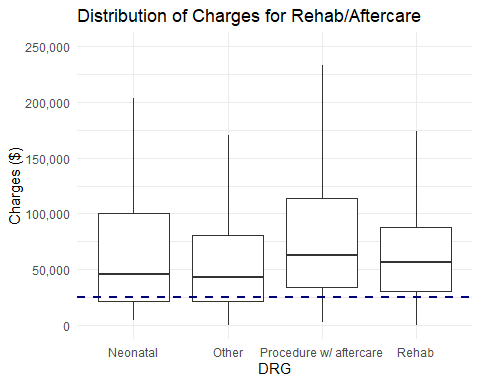 Distribution of Charges for Rehab/Aftercare
Charges ($)
250,000
200,000
150,000
100,000
50,000
0
Neonatal Other Procedure w/ aftercare Rehab
DRG